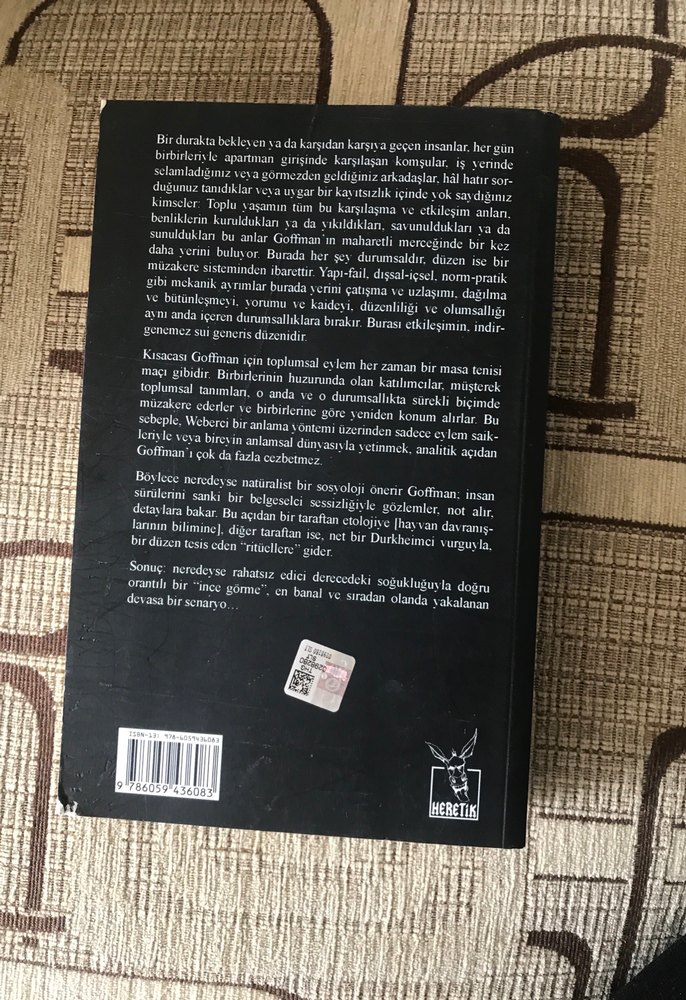 Bir durakta bekleyen ya da karşıdan karşıya geçen insanlar, her gün
birbirleriyle apartman girişinde karşılaşan komşular, iş yerinde
selamladığınız veya görmezden geldiğiniz arkadaşlar, hâl hatır sor-
duğunuz tanıdıklar veya uygar bir kayıtsızlık içinde yok saydığınız
kimseler: Toplu yaşamın tüm bu karşılaşma ve etkileşim anları,
benliklerin kuruldukları ya da yıkıldıkları, savunuldukları ya da
sunuldukları bu anlar Goffman'ın maharetli merceğinde bir kez
daha yerini buluyor. Burada her şey durumsaldır, düzen ise bir
müzakere sisteminden ibarettir. Yapı-fail, dışsal-içsel, norm-pratik
gibi mekanik ayrımlar burada yerini çatışma ve uzlaşımı, dağılma
ve bütünleşmeyi, yorumu ve kaideyi, düzenliliği ve olumsallığı
aynı anda içeren durumsallıklara bırakır. Burası etkileşimin, indir-
genemez sui generis düzenidir.
Kısacası Goffman için toplumsal eylem her zaman bir masa tenisi
maçı gibidir. Birbirlerinin huzurunda olan katılımcılar, müşterek
toplumsal tanımları, o anda ve o durumsallıkta sürekli biçimde
müzakere ederler ve birbirlerine göre yeniden konum alırlar. Bu
sebeple, Weberci bir anlama yöntemi üzerinden sadece eylem saik-
leriyle veya bireyin anlamsal dünyasıyla yetinmek, analitik açıdan
Goffman'ı çok da fazla cezbetmez.
Böylece neredeyse natüralist bir sosyoloji önerir Goffman; insan
sürülerini sanki bir belgeselci sessizliğiyle gözlemler, not alır,
detaylara bakar. Bu açıdan bir taraftan etolojiye [hayvan davranış-
larının bilimine], diğer taraftan ise, net bir Durkheimci vurguyla,
bir düzen tesis eden "ritüellere" gider.
Sonuç: neredeyse rahatsız edici derecedeki soğukluğuyla doğru
orantılı bir "ince görme", en banal ve sıradan olanda yakalanan
devasa bir senaryo…
ISBN-13: 978-6059436083
9 786059 436083
HERETİK